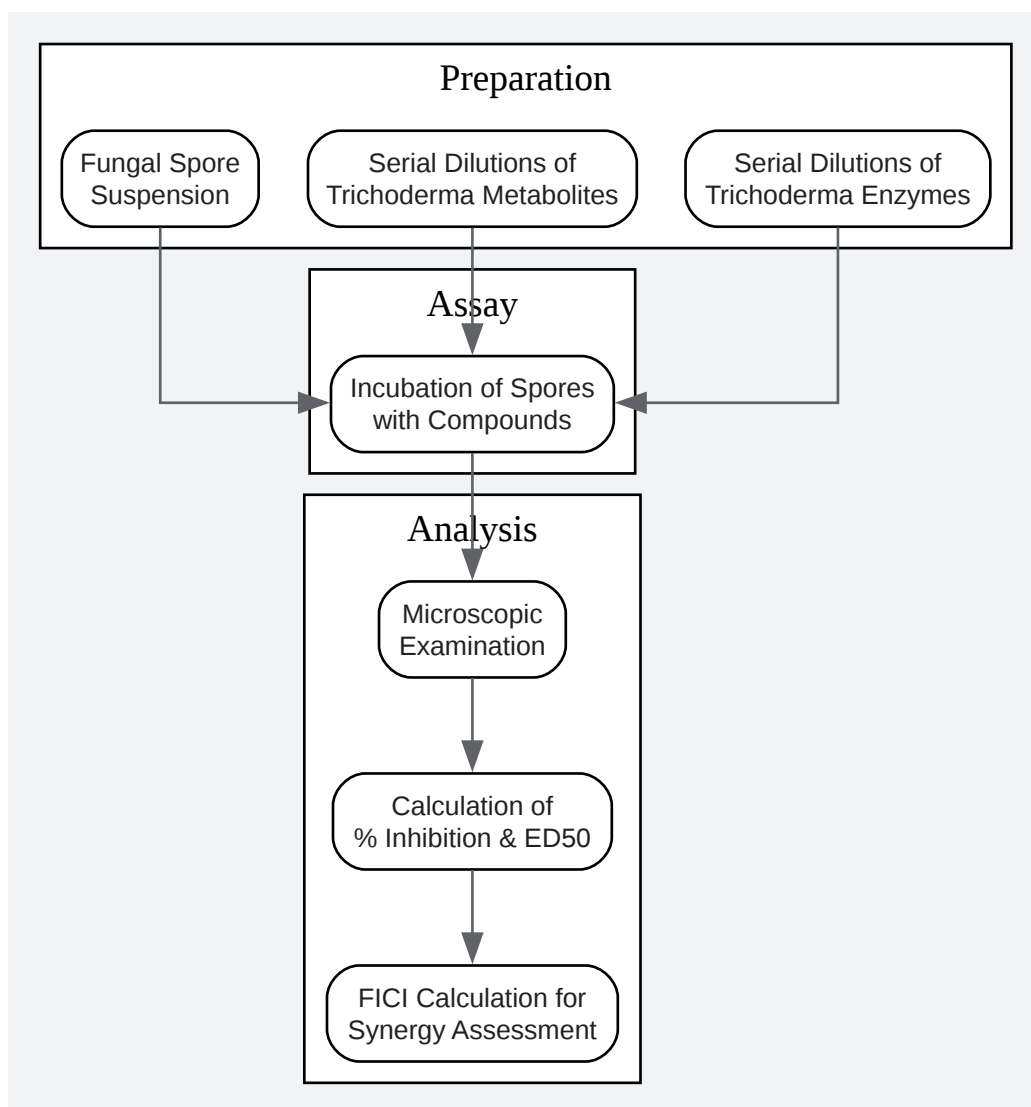 Preparation
Fungal Spore
Suspension
Serial Dilutions of
Trichoderma Metabolites
Serial Dilutions of
Trichoderma Enzymes
Assay
Incubation of Spores
with Compounds
Analysis
Microscopic
Examination
Calculation of
% Inhibition & ED50
FICI Calculation for
Synergy Assessment